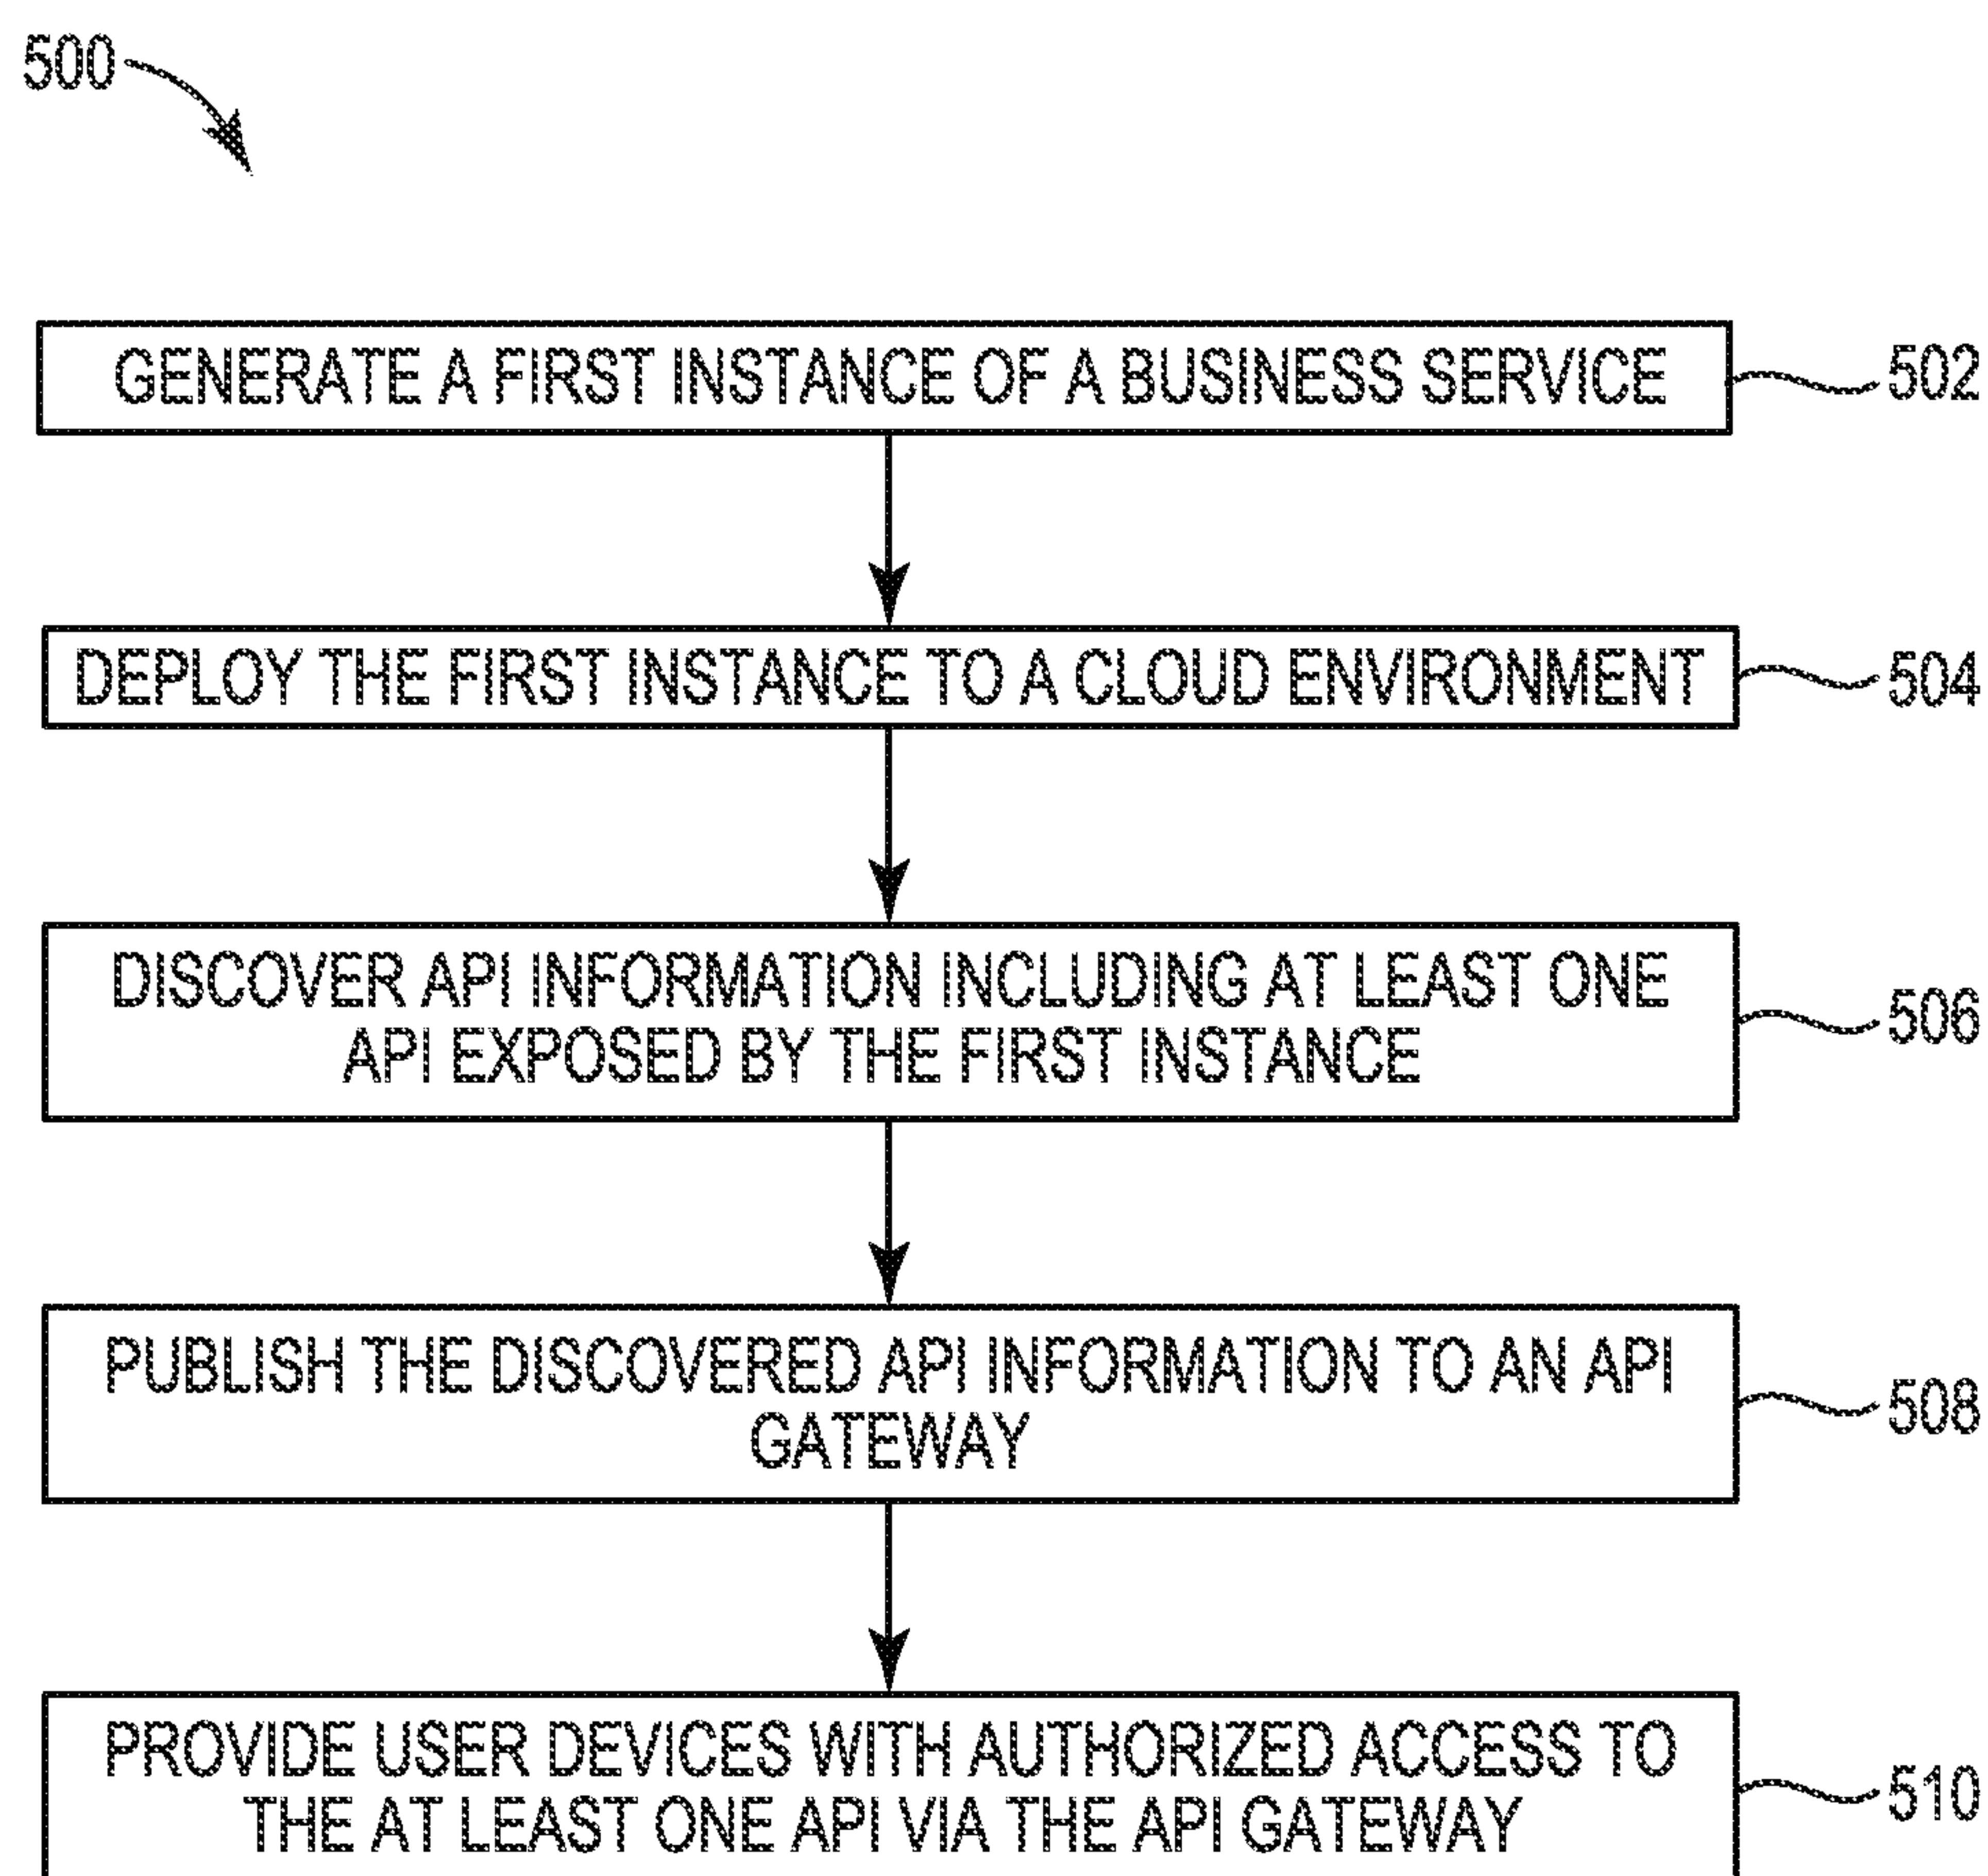 500
GENERATE A FIRST INSTANCE OF A BUSINESS SERVICE
502
DEPLOY THE FIRST INSTANCE TO A CLOUD ENVIRONMENT
504
DISCOVER API INFORMATION INCLUDING AT LEAST ONE
API EXPOSED BY THE FIRST INSTANCE
506
PUBLISH THE DISCOVERED API INFORMATION TO AN API
GATEWAY
508
PROVIDE USER DEVICES WITH AUTHORIZED ACCESS TO
THE AT LEAST ONE API VIA THE API GATEWAY
510